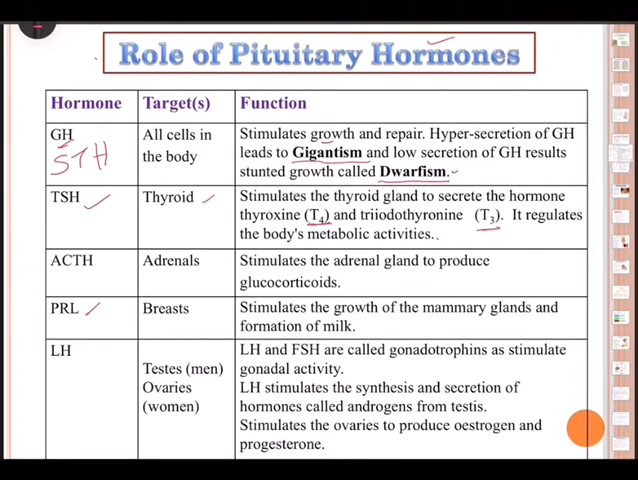 Role of Pituitary Hormones
Hormone Target(s) Function
GH
STH
All cells in
the body
Stimulates growth and repair. Hyper-secretion of GH
leads to Gigantism and low secretion of GH results
stunted growth called Dwarfism.
TSH
Thyroid
Stimulates the thyroid gland to secrete the hormone
thyroxine (T4) and triiodothyronine (T3). It regulates
the body's metabolic activities.
ACTH
Adrenals
Stimulates the adrenal gland to produce
glucocorticoids.
PRL
Breasts
Stimulates the growth of the mammary glands and
formation of milk.
LH
Testes (men)
Ovaries
(women)
LH and FSH are called gonadotrophins as stimulate
gonadal activity.
LH stimulates the synthesis and secretion of
hormones called androgens from testis.
Stimulates the ovaries to produce oestrogen and
progesterone.